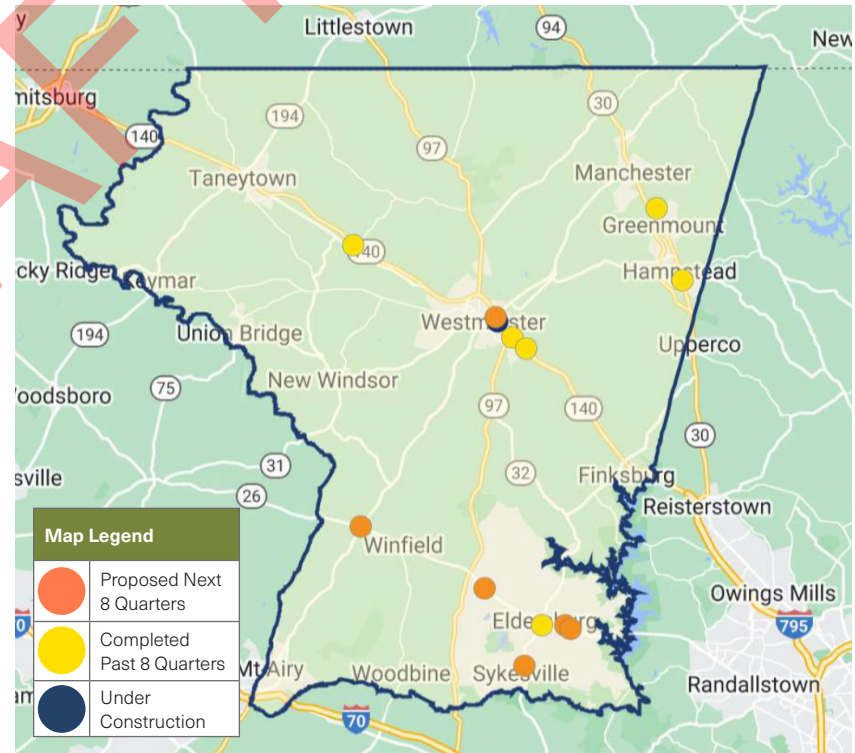 y
Littlestown
94
New
mitsburg
30
194
140
97
Taneytown
Manchester
Greenmount
140
cky Ridge
Keymar
Hampstead
Westminster
194
Union Bridge
Upperco
New Windsor
75
oodsboro
97
140
30
31
32
Finksburg
sville
26
Reisterstown
Map Legend
Winfield
Proposed Next
8 Quarters
Owings Mills
70
Eldersburg
795
Completed
Past 8 Quarters
Mt Airy
Woodbine
Sykesville
Randallstown
am
Under
Construction
70